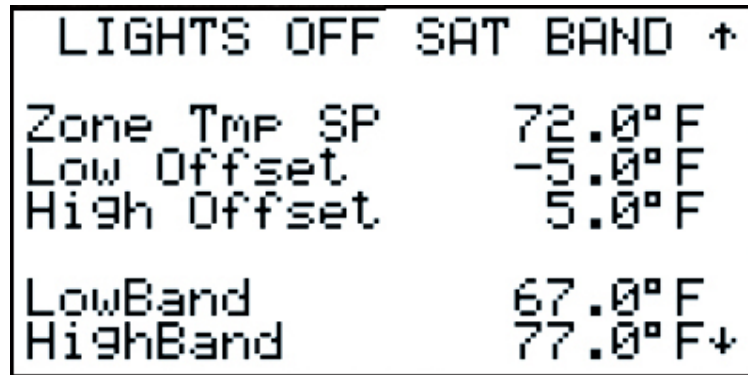 LIGHTS OFF SAT BAND ↑
Zone Tmp SP 72.0°F
Low Offset -5.0°F
High Offset 5.0°F
LowBand 67.0°F
HighBand 77.0°F↓